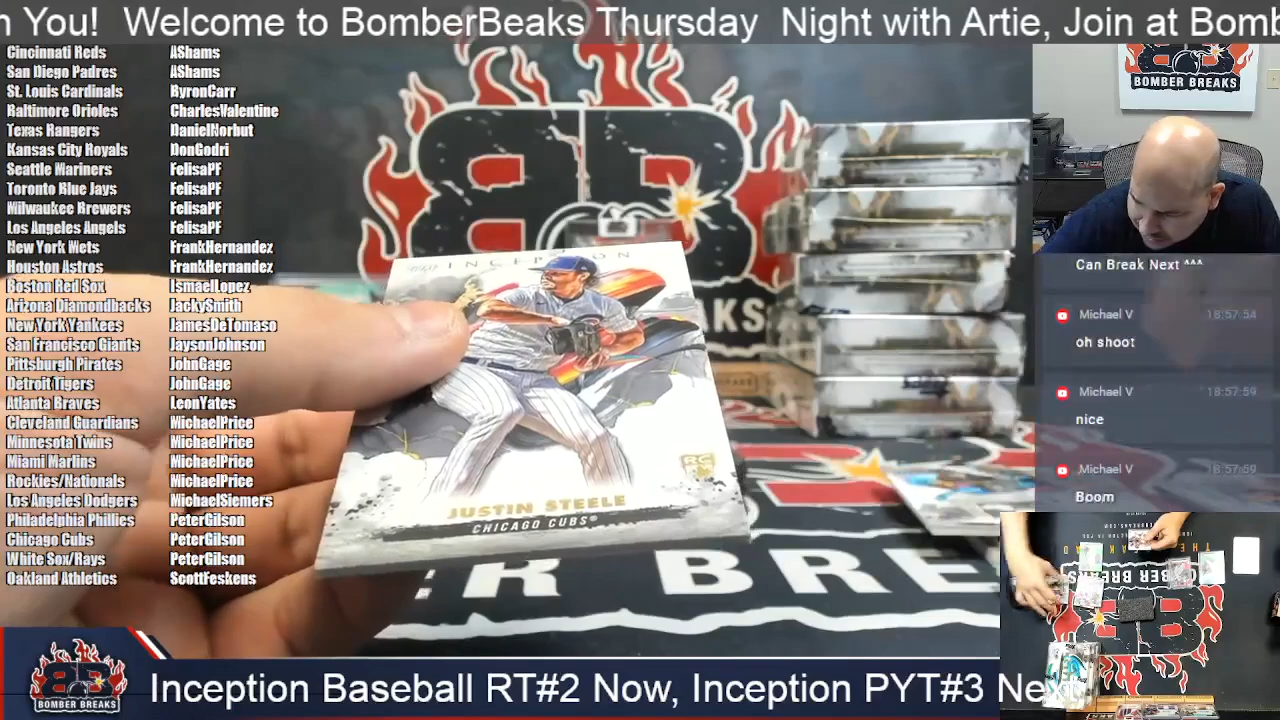 n You!  Welcome to BomberBeaks Thursday  Night with Artie, Join at Bomb
Cincinnati Reds AShams
San Diego Padres AShams
St. Louis Cardinals ByronCarr
Baltimore Orioles CharlesValentine
Texas Rangers DanielNorbut
Kansas City Royals DonGodri
Seattle Mariners FelisaPF
Toronto Blue Jays FelisaPF
Milwaukee Brewers FelisaPF
Los Angeles Angels FelisaPF
New York Mets FrankHernandez
Houston Astros FrankHernandez
Boston Red Sox IsmaelLopez
Arizona Diamondbacks JackySmith
New York Yankees JamesDeTomaso
San Francisco Giants JaysonJohnson
Pittsburgh Pirates JohnGage
Detroit Tigers JohnGage
Atlanta Braves LeonYates
Cleveland Guardians MichaelPrice
Minnesota Twins MichaelPrice
Miami Marlins MichaelPrice
Rockies/Nationals MichaelPrice
Los Angeles Dodgers MichaelSiemers
Philadelphia Phillies PeterGilson
Chicago Cubs PeterGilson
White Sox/Rays PeterGilson
Oakland Athletics ScottFeskens
INCEPTION
RC
JUSTIN STEELE
CHICAGO CUBS®
BB
KS
ER BRE
BOMBER BREAKS
Can Break Next ^^^
Michael V 18:57:54
oh shoot
Michael V 18:57:59
nice
Michael V 18:57:59
Boom
BER BREA
BOMBER BREAKS
Inception Baseball RT#2 Now, Inception PYT#3 Next